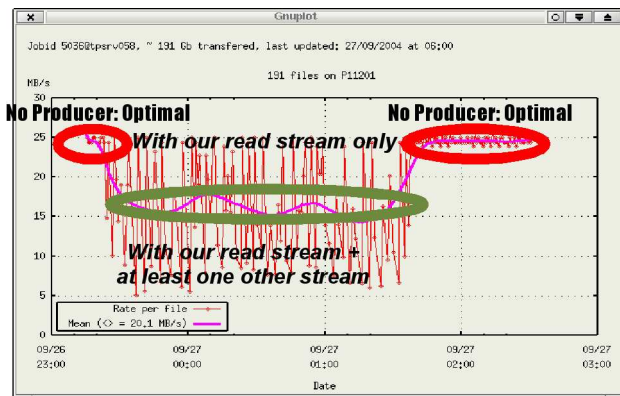 Gnuplot
Jobid 5036@tpsrv058, ~ 191 Gb transfered, last updated: 27/09/2004 at 06:00
191 files on P11201
MB/s
30
No Producer: Optimal
No Producer: Optimal
25
With our read stream only
20
15
With our read stream +
at least one other stream
10
5
Rate per file
Mean (<> = 20,1 MB/s)
0
09/26 09/27 09/27 09/27 09/27
23:00 00:00 01:00 02:00 03:00
Date